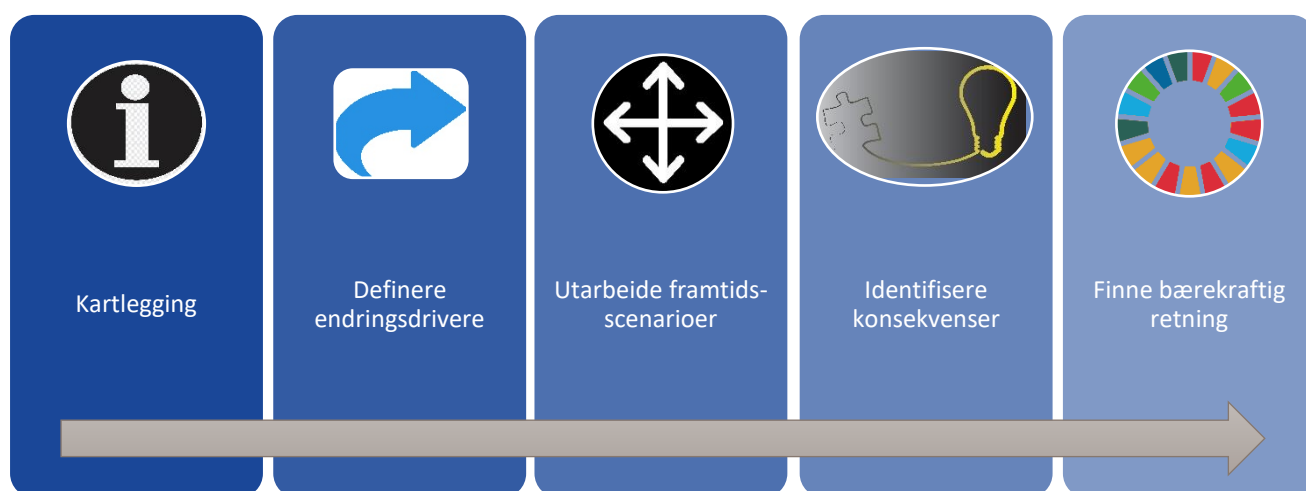 Kartlegging
Definere
endringsdrivere
Utarbeide framtids-
scenarioer
Identifisere
konsekvenser
Finne bærekraftig
retning